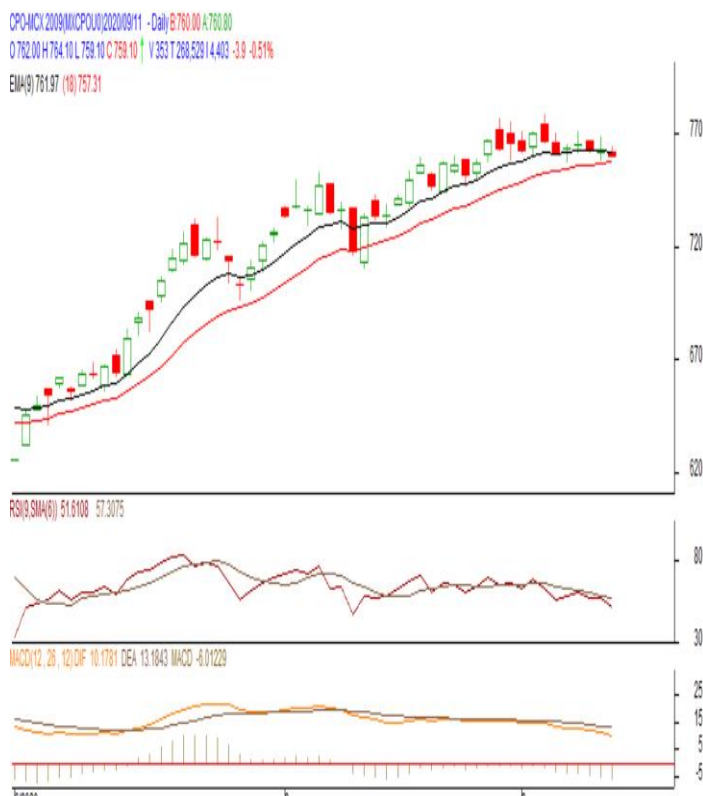 CPO-MCX 2009(MXCPOU0)2020/09/11 - Daily B:760.00 A:760.80
O 762.00 H 764.10 L 759.10 C 759.10 V 353 T 268,529 I 4,403 -3.9 -0.51%
EMA(9) 761.97 (18) 757.31
770
720
670
620
RSI(9,SMA(6)) 51.6108 57.3075
80
30
MACD(12, 26, 12) DIF 10.1781 DEA 13.1843 MACD -6.01229
25
15
5
-5